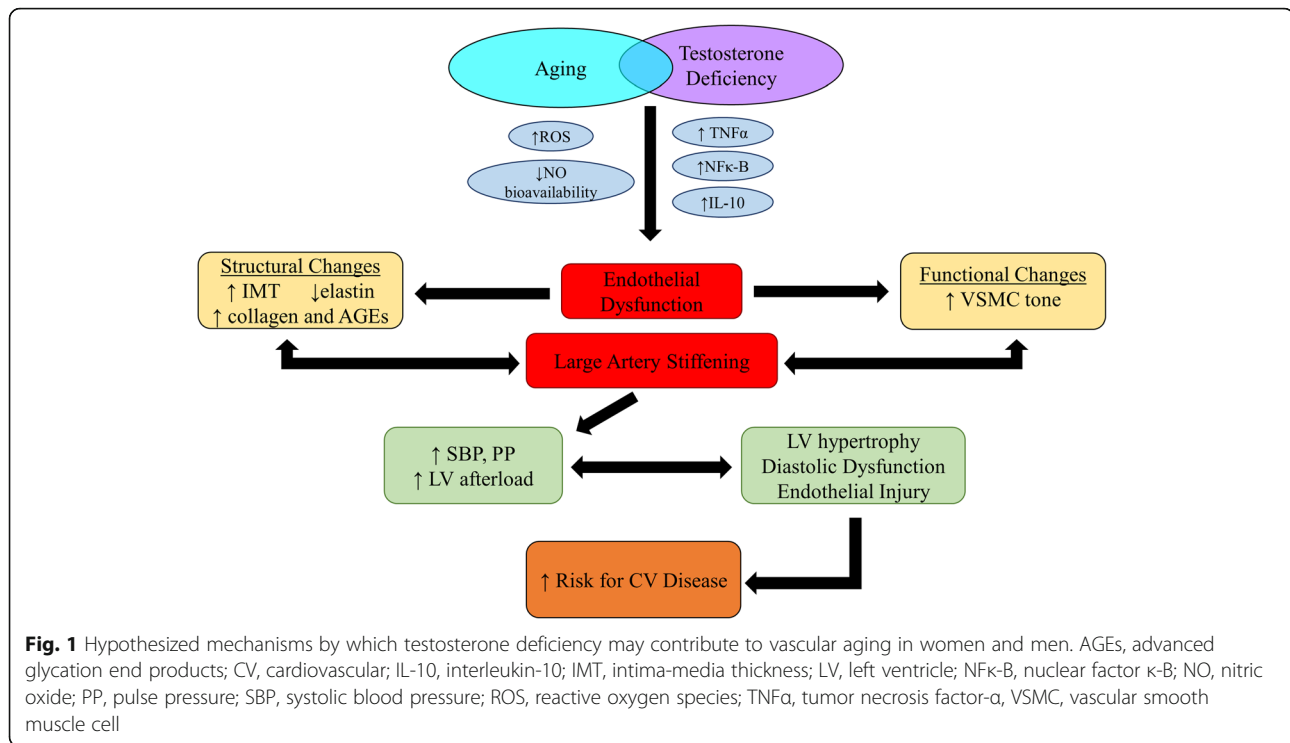 Aging
Testosterone
Deficiency
↑ROS
↓NO
bioavailability
↑ TNFα
↑NFκ-B
↑IL-10
Structural Changes
↑ IMT ↓elastin
↑ collagen and AGEs
Endothelial
Dysfunction
Functional Changes
↑ VSMC tone
Large Artery Stiffening
↑ SBP, PP
↑ LV afterload
LV hypertrophy
Diastolic Dysfunction
Endothelial Injury
↑ Risk for CV Disease
Fig. 1 Hypothesized mechanisms by which testosterone deficiency may contribute to vascular aging in women and men. AGEs, advanced
glycation end products; CV, cardiovascular; IL-10, interleukin-10; IMT, intima-media thickness; LV, left ventricle; NFκ-B, nuclear factor κ-B; NO, nitric
oxide; PP, pulse pressure; SBP, systolic blood pressure; ROS, reactive oxygen species; TNFα, tumor necrosis factor-α, VSMC, vascular smooth
muscle cell